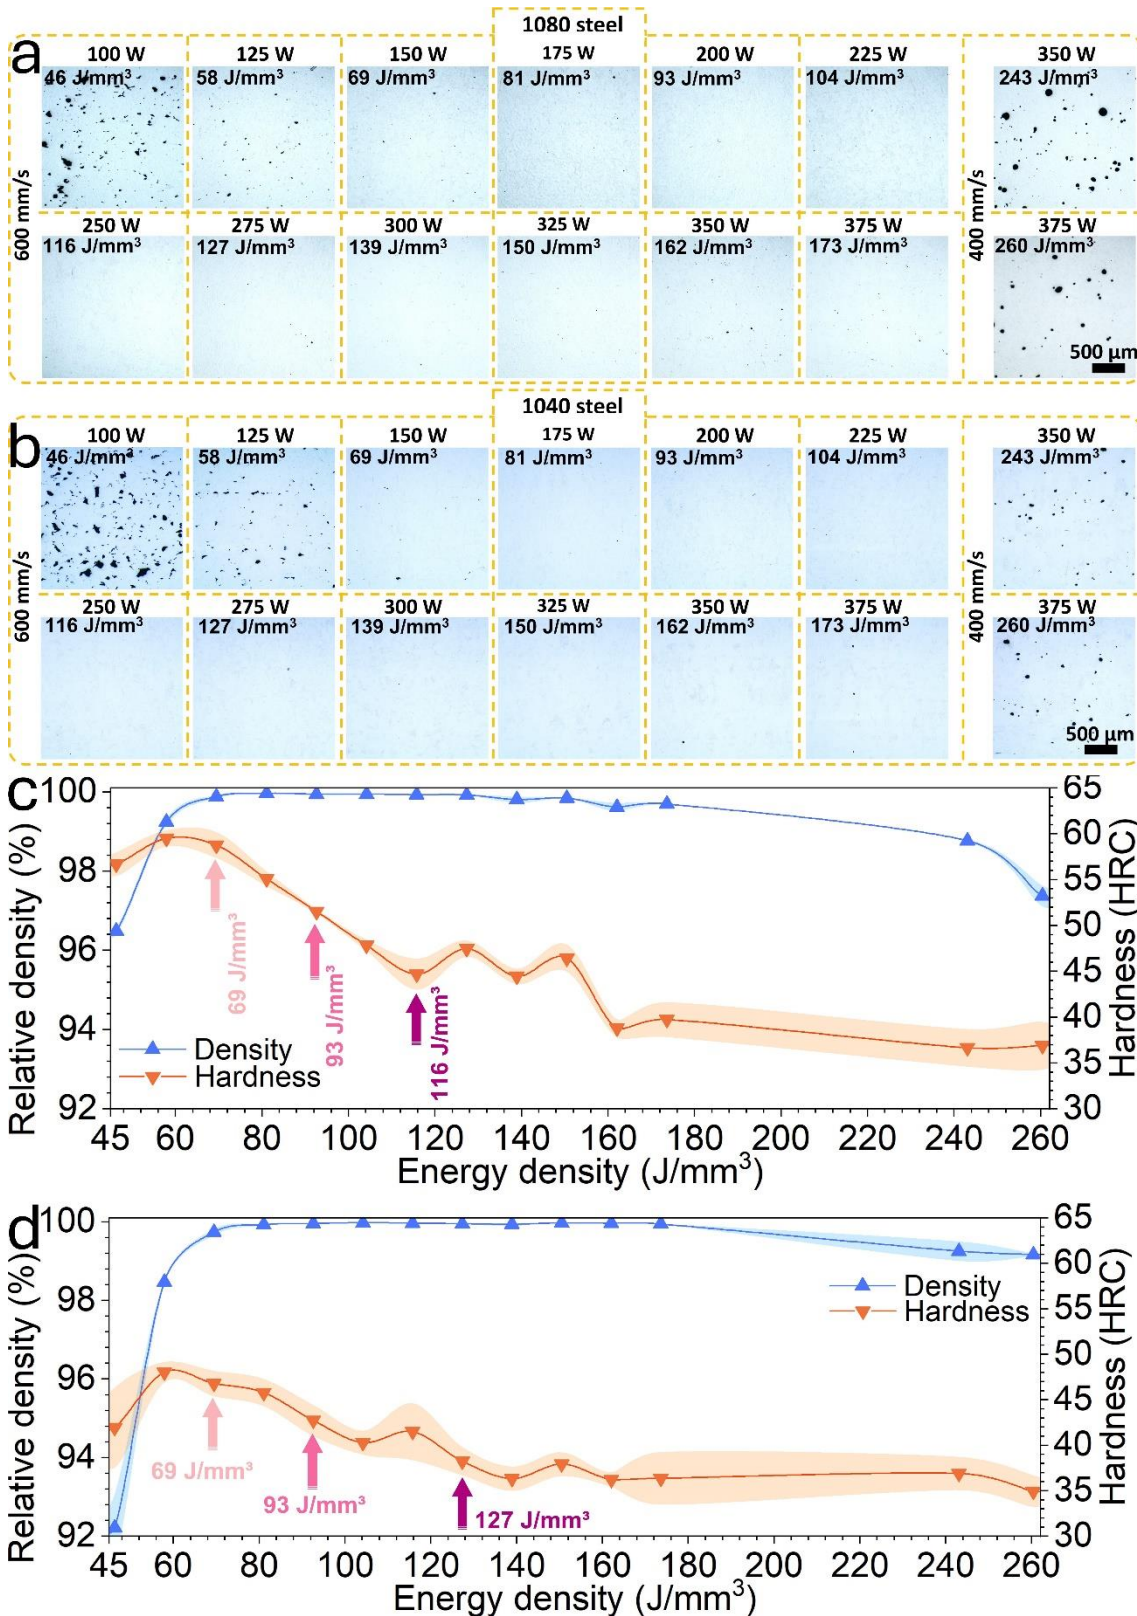 a
1080 steel
100 W 125 W 150 W 175 W 200 W 225 W 350 W
46 J/mm³ 58 J/mm³ 69 J/mm³ 81 J/mm³ 93 J/mm³ 104 J/mm³ 243 J/mm³
600 mm/s
400 mm/s
250 W 275 W 300 W 325 W 350 W 375 W 375 W
116 J/mm³ 127 J/mm³ 139 J/mm³ 150 J/mm³ 162 J/mm³ 173 J/mm³ 260 J/mm³
500 µm
b
1040 steel
100 W 125 W 150 W 175 W 200 W 225 W 350 W
46 J/mm³ 58 J/mm³ 69 J/mm³ 81 J/mm³ 93 J/mm³ 104 J/mm³ 243 J/mm³
600 mm/s
400 mm/s
250 W 275 W 300 W 325 W 350 W 375 W 375 W
116 J/mm³ 127 J/mm³ 139 J/mm³ 150 J/mm³ 162 J/mm³ 173 J/mm³ 260 J/mm³
500 µm
c
Relative density (%)
100
98
96
94
92
69 J/mm³
93 J/mm³
116 J/mm³
Density
Hardness
65
60
55
50
45
40
35
30
Hardness (HRC)
45 60 80 100 120 140 160 180 200 220 240 260
Energy density (J/mm³)
d
Relative density (%)
100
98
96
94
92
69 J/mm³
93 J/mm³
127 J/mm³
Density
Hardness
65
60
55
50
45
40
35
30
Hardness (HRC)
45 60 80 100 120 140 160 180 200 220 240 260
Energy density (J/mm³)